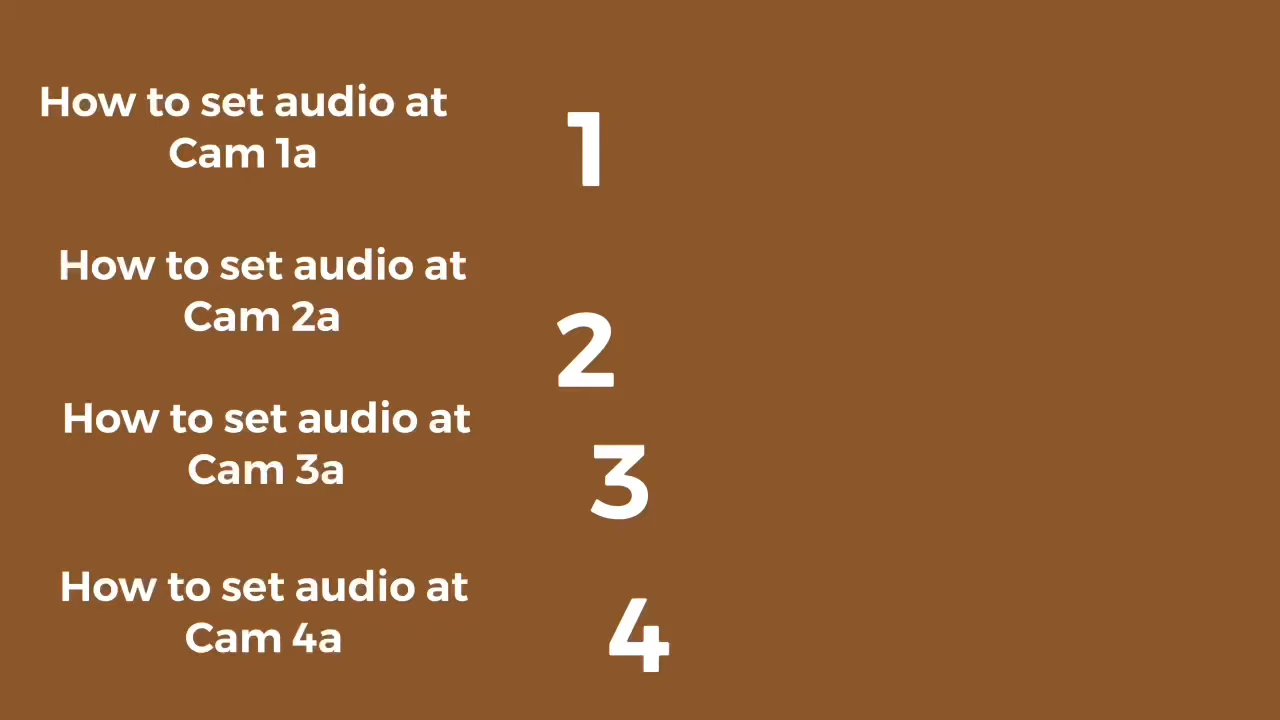 How to set audio at
Cam 1a
1
How to set audio at
Cam 2a
2
How to set audio at
Cam 3a
3
How to set audio at
Cam 4a
4